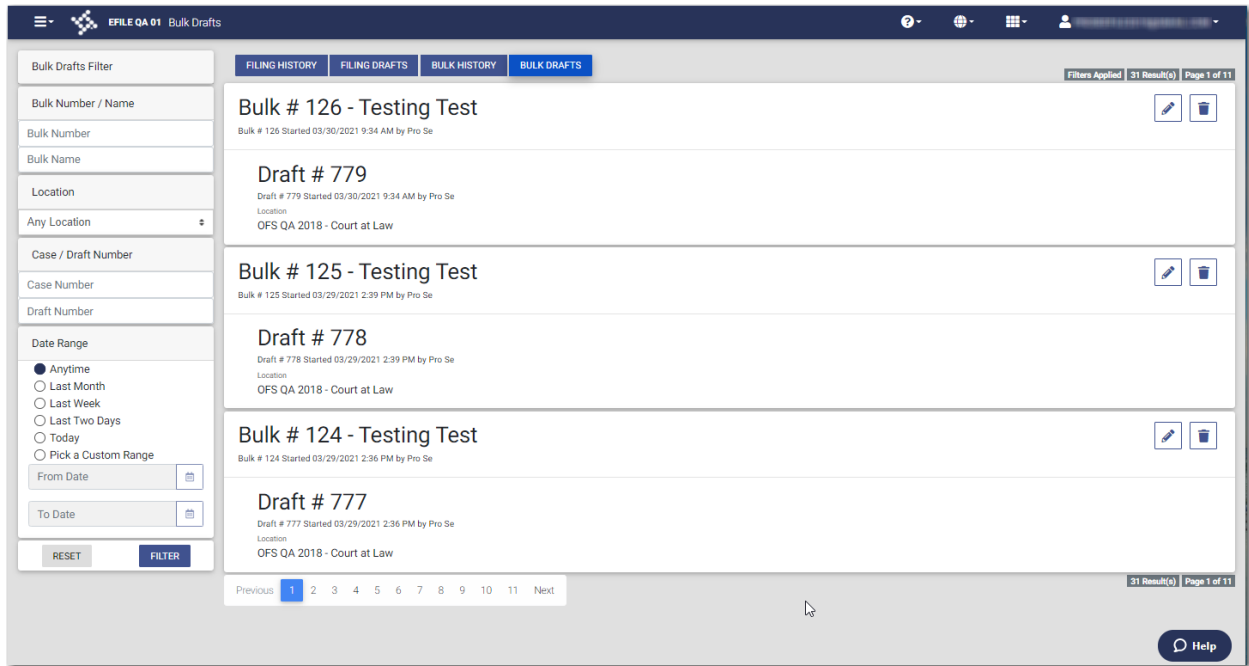 EFILE QA 01 Bulk Drafts
Bulk Drafts Filter
Bulk Number / Name
Bulk Number
Bulk Name
Location
Any Location
Case / Draft Number
Case Number
Draft Number
Date Range
Anytime
Last Month
Last Week
Last Two Days
Today
Pick a Custom Range
From Date
To Date
RESET FILTER
FILING HISTORY FILING DRAFTS BULK HISTORY BULK DRAFTS
Filters Applied 31 Result(s) Page 1 of 11
Bulk # 126 - Testing Test
Bulk # 126 Started 03/30/2021 9:34 AM by Pro Se
Draft # 779
Draft # 779 Started 03/30/2021 9:34 AM by Pro Se
Location
OFS QA 2018 - Court at Law
Bulk # 125 - Testing Test
Bulk # 125 Started 03/29/2021 2:39 PM by Pro Se
Draft # 778
Draft # 778 Started 03/29/2021 2:39 PM by Pro Se
Location
OFS QA 2018 - Court at Law
Bulk # 124 - Testing Test
Bulk # 124 Started 03/29/2021 2:36 PM by Pro Se
Draft # 777
Draft # 777 Started 03/29/2021 2:36 PM by Pro Se
Location
OFS QA 2018 - Court at Law
Previous 1 2 3 4 5 6 7 8 9 10 11 Next
31 Result(s) Page 1 of 11
Help